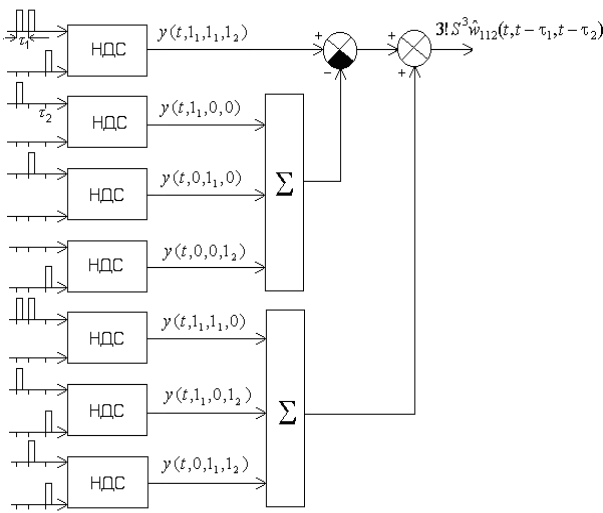 τ₁ НДС y(t,1₁,1₁,1₂) + − + + 3!S³ŵ₁₁₂(t,t−τ₁,t−τ₂)
τ₂ НДС y(t,1₁,0,0)
НДС y(t,0,1₁,0) Σ
НДС y(t,0,0,1₂)
НДС y(t,1₁,1₁,0)
НДС y(t,1₁,0,1₂) Σ
НДС y(t,0,1₁,1₂)